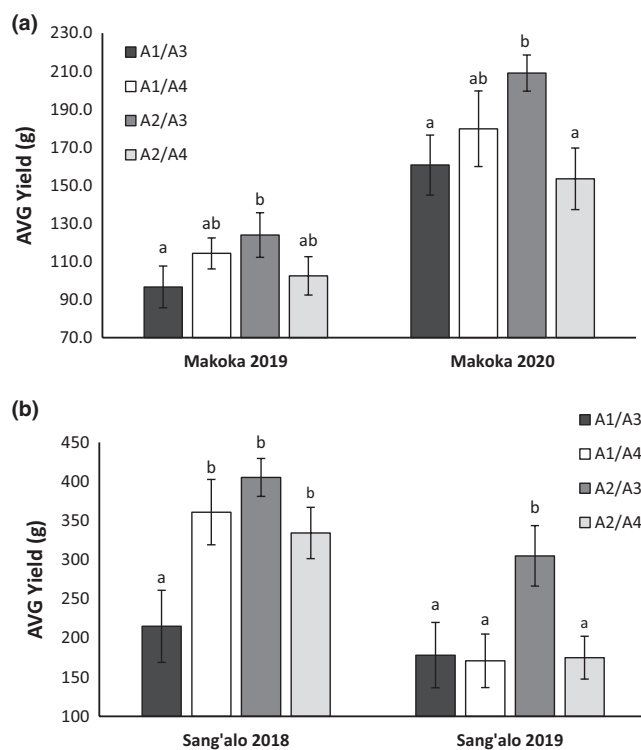 (a)
230.0
210.0
190.0
170.0
150.0
130.0
110.0
90.0
70.0
AVG Yield (g)
A1/A3
A1/A4
A2/A3
A2/A4
a
ab
b
ab
a
ab
b
a
Makoka 2019
Makoka 2020
(b)
450
400
350
300
250
200
150
100
AVG Yield (g)
A1/A3
A1/A4
A2/A3
A2/A4
a
b
b
b
a
a
b
a
Sang'alo 2018
Sang'alo 2019